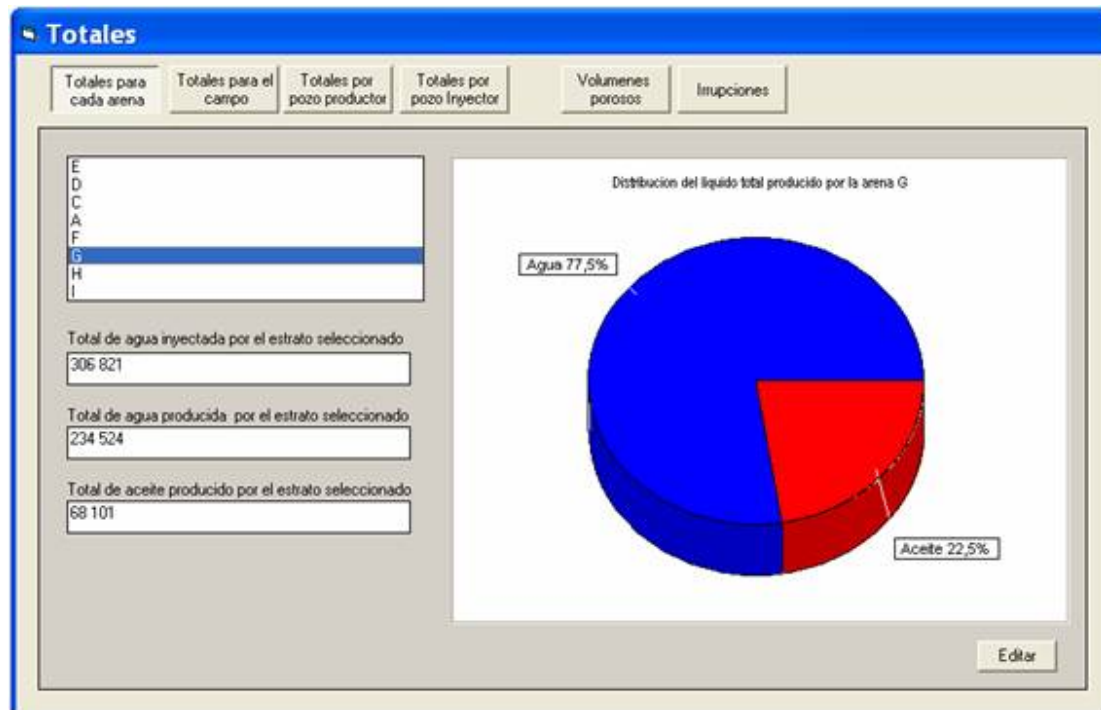 Totales
Totales para
cada arena
Totales para el
campo
Totales por
pozo productor
Totales por
pozo Inyector
Volumenes
porosos
Irrupciones
E
D
C
A
F
G
H
I
Total de agua inyectada por el estrato seleccionado
306 821
Total de agua producida por el estrato seleccionado
234 524
Total de aceite producido por el estrato seleccionado
68 101
Distribucion del liquido total producido por la arena G
Agua 77,5%
Aceite 22,5%
Editar